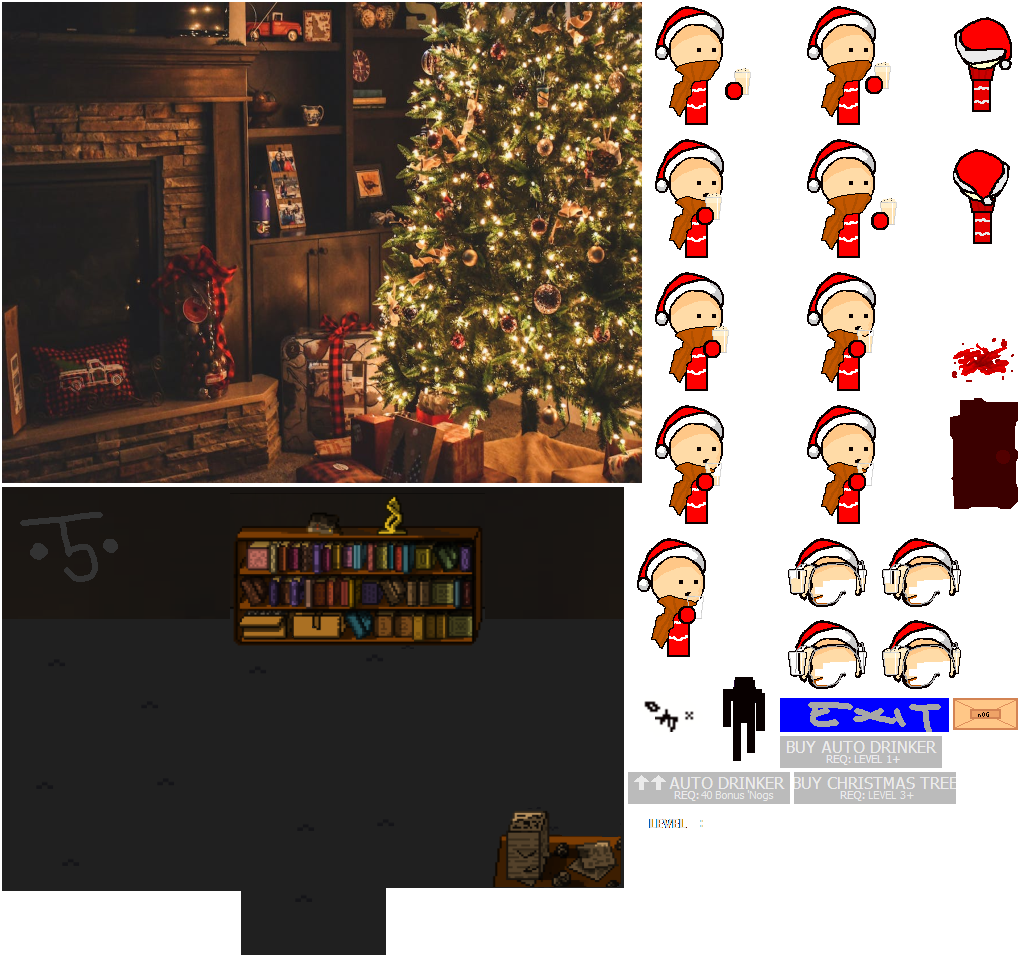 S
EXIT
NOG
BUY AUTO DRINKER
REQ: LEVEL 1+
⬆⬆ AUTO DRINKER
REQ: 40 Bonus 'Nogs
BUY CHRISTMAS TREE
REQ: LEVEL 3+
LEVEL :